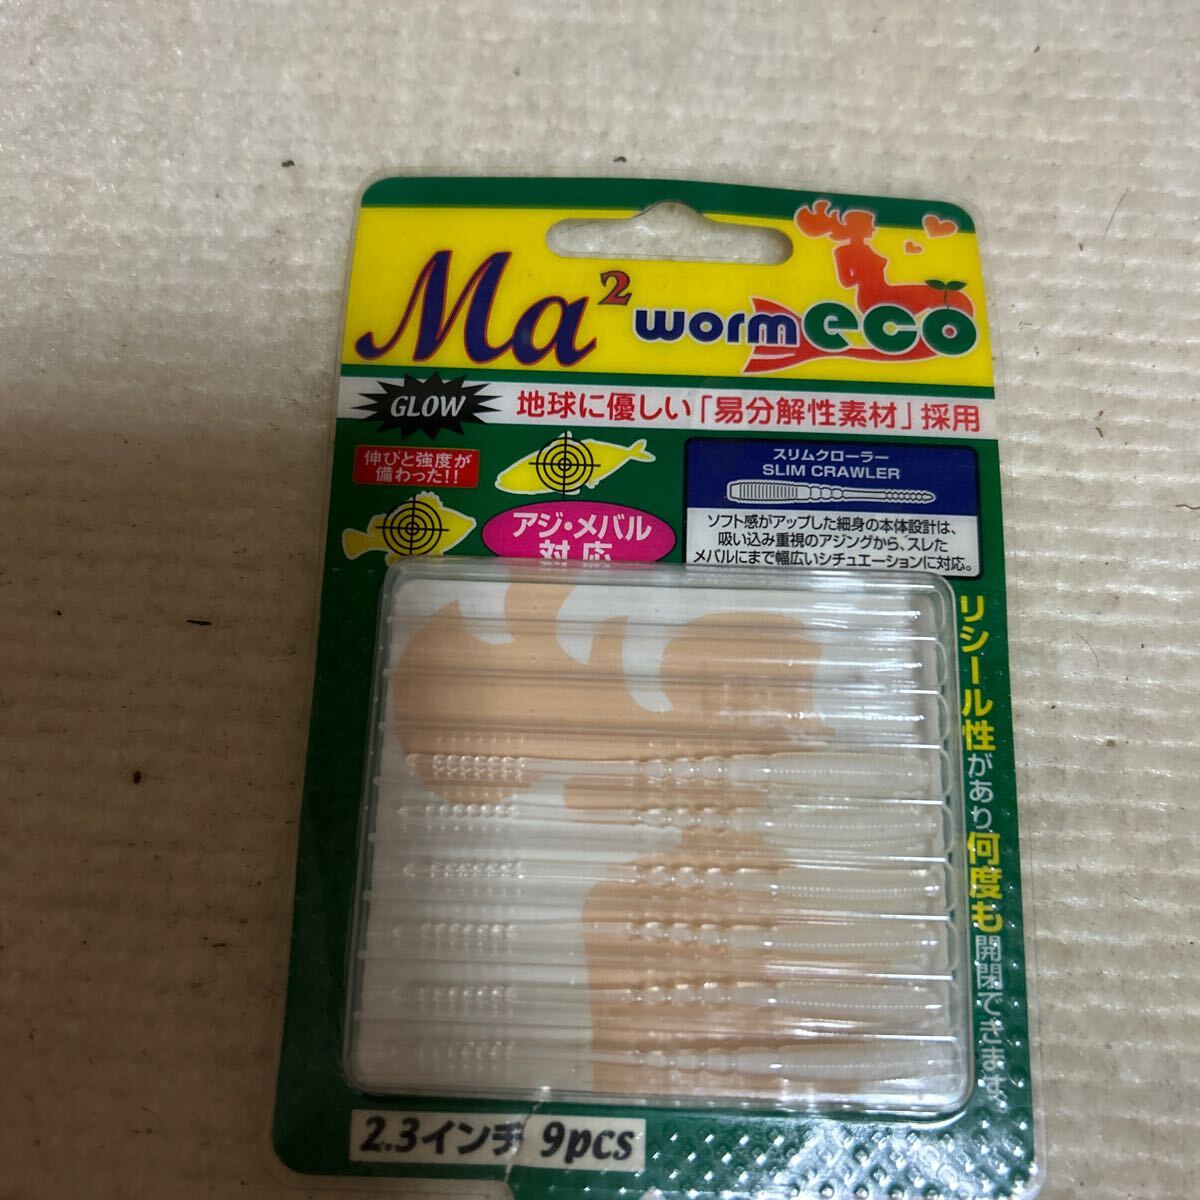 Ma² worm eco
GLOW
地球に優しい「易分解性素材」採用
伸びと強度が
備わった!!
アジ・メバル
対応
スリムクローラー
SLIM CRAWLER
ソフト感がアップした細身の本体設計は、
吸い込み重視のアジングから、スレた
メバルにまで幅広いシチュエーションに対応。
リシール性があり何度も開閉できます。
2.3インチ 9pcs